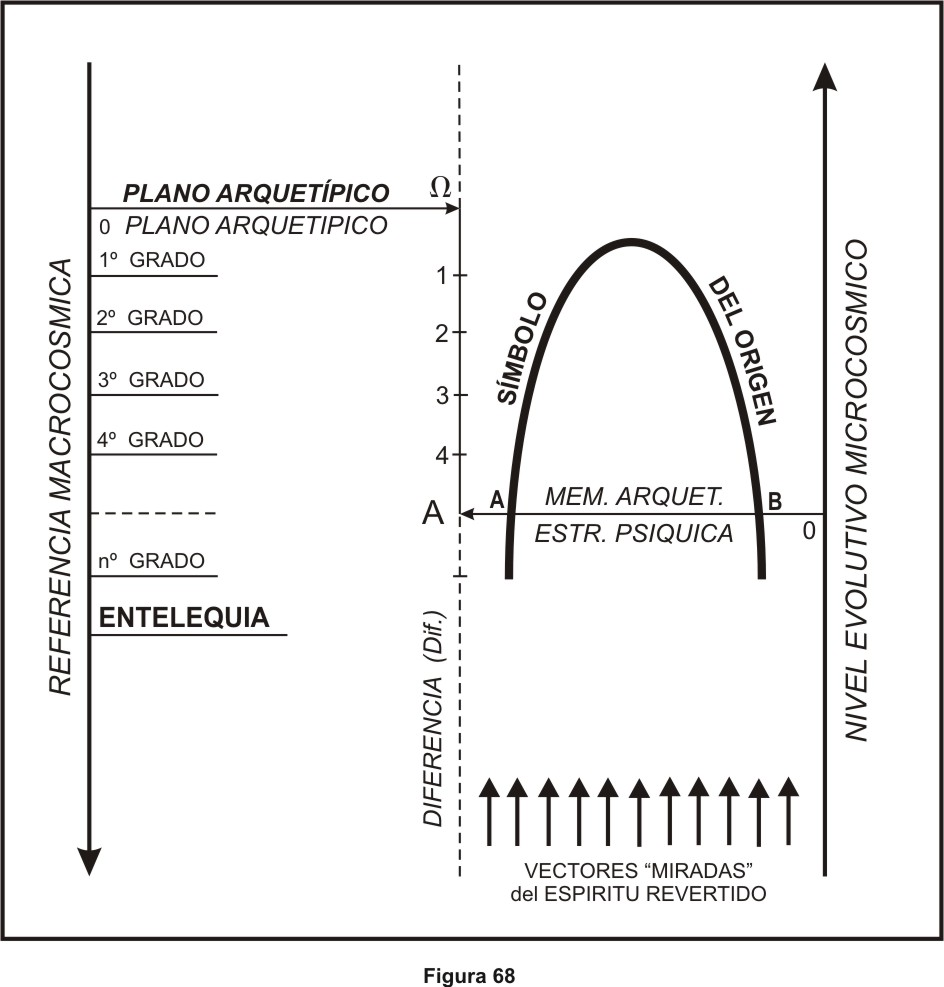 PLANO ARQUETÍPICO
Ω
0 PLANO ARQUETIPICO
1º GRADO
2º GRADO
3º GRADO
4º GRADO
nº GRADO
ENTELEQUIA
REFERENCIA MACROCOSMICA
1
2
3
4
A
DIFERENCIA (Dif.)
SÍMBOLO
DEL ORIGEN
A
MEM. ARQUET.
B
ESTR. PSIQUICA
0
NIVEL EVOLUTIVO MICROCOSMICO
VECTORES “MIRADAS”
del ESPIRITU REVERTIDO
Figura 68